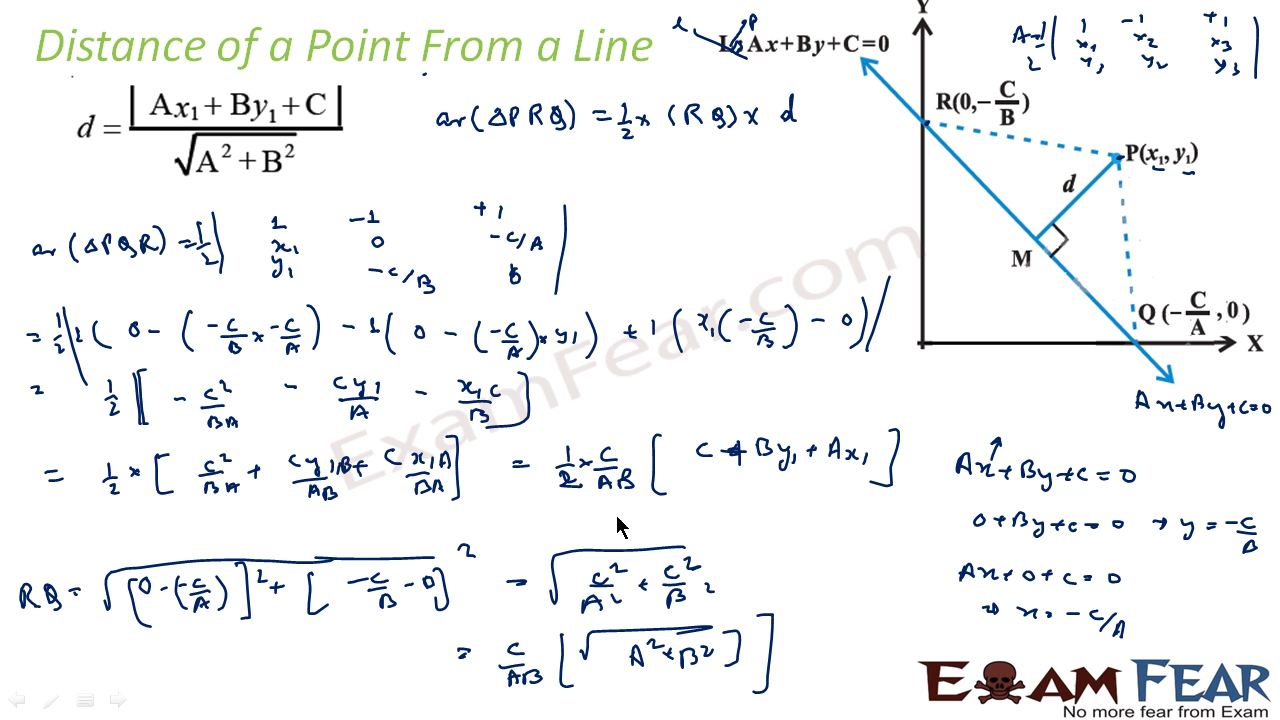 Distance of a Point From a Line
d = | Ax₁ + By₁ + C | / √A² + B²
ar (ΔPRQ) = 1/2 × (RQ) × d
L: Ax + By + C = 0
P
Y
R(0, −C/B)
P(x₁, y₁)
d
M
Q (−C/A, 0)
X
Ax+By+c=0
1 −1 +1
x₁ x₂ x₃
y₁ y₂ y₃
ar (ΔPQR) = 1/2 | 1 −1 +1
x₁ 0 −c/A
y₁ −c/B 0 |
= 1/2 | 1 ( 0 − ( −c/B × −c/A ) − 1 ( 0 − (−c/A) × y₁ ) + 1 ( x₁ (−c/B) − 0 ) |
= 1/2 [ − c²/BA − cy₁/A − x₁c/B ]
= 1/2 × [ c²/BA + cy₁B/AB + c x₁A/BA ] = 1/2 × c/AB [ C + By₁ + Ax₁ ]
RQ = √[0 − (−c/A)]² + [ −c/B − 0 ]² = √ c²/A² + c²/B²
= c/AB [ √ A² + B² ]
Ax + By + c = 0
0 + By + c = 0 → y = −c/B
Ax + 0 + c = 0
⇒ x = − c/A
ExamFear.com
EXAM FEAR
No more fear from Exam